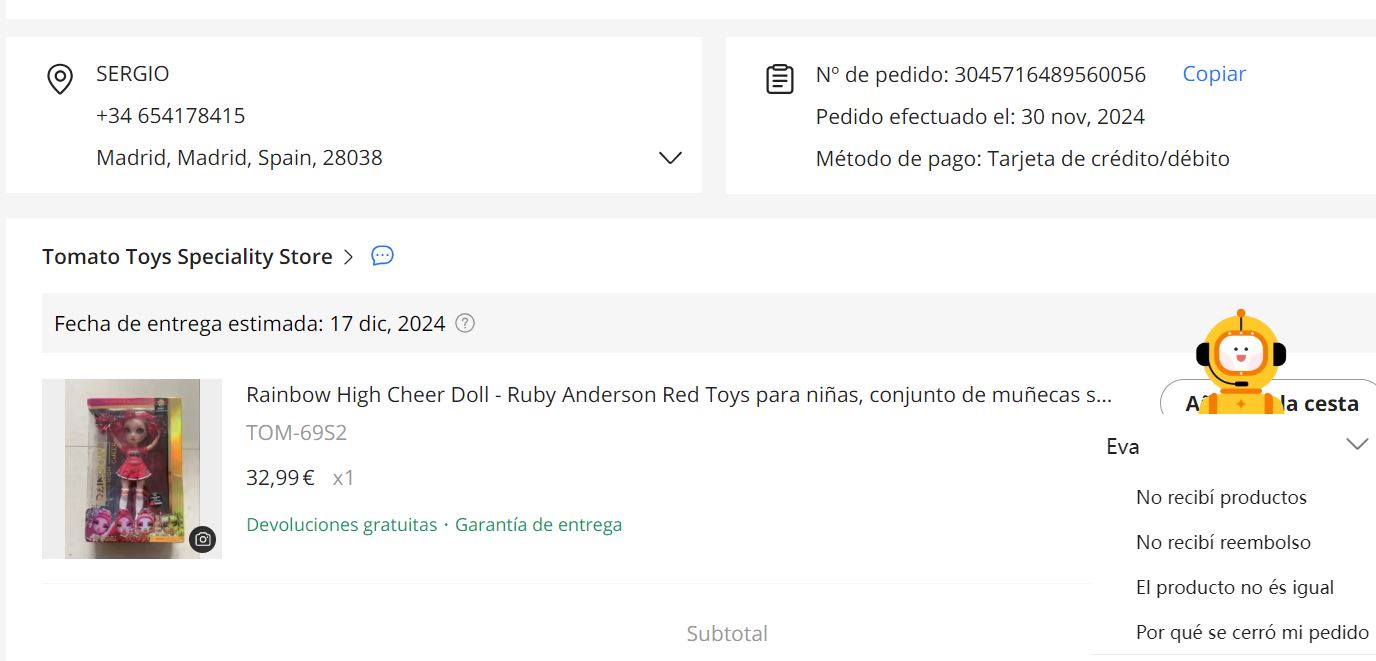 SERGIO
+34 654178415
Madrid, Madrid, Spain, 28038
Nº de pedido: 3045716489560056 Copiar
Pedido efectuado el: 30 nov, 2024
Método de pago: Tarjeta de crédito/débito
Tomato Toys Speciality Store
Fecha de entrega estimada: 17 dic, 2024
Rainbow High Cheer Doll - Ruby Anderson Red Toys para niñas, conjunto de muñecas s...
TOM-69S2
32,99€ x1
Devoluciones gratuitas · Garantía de entrega
la cesta
Eva
No recibí productos
No recibí reembolso
El producto no és igual
Por qué se cerró mi pedido
Subtotal